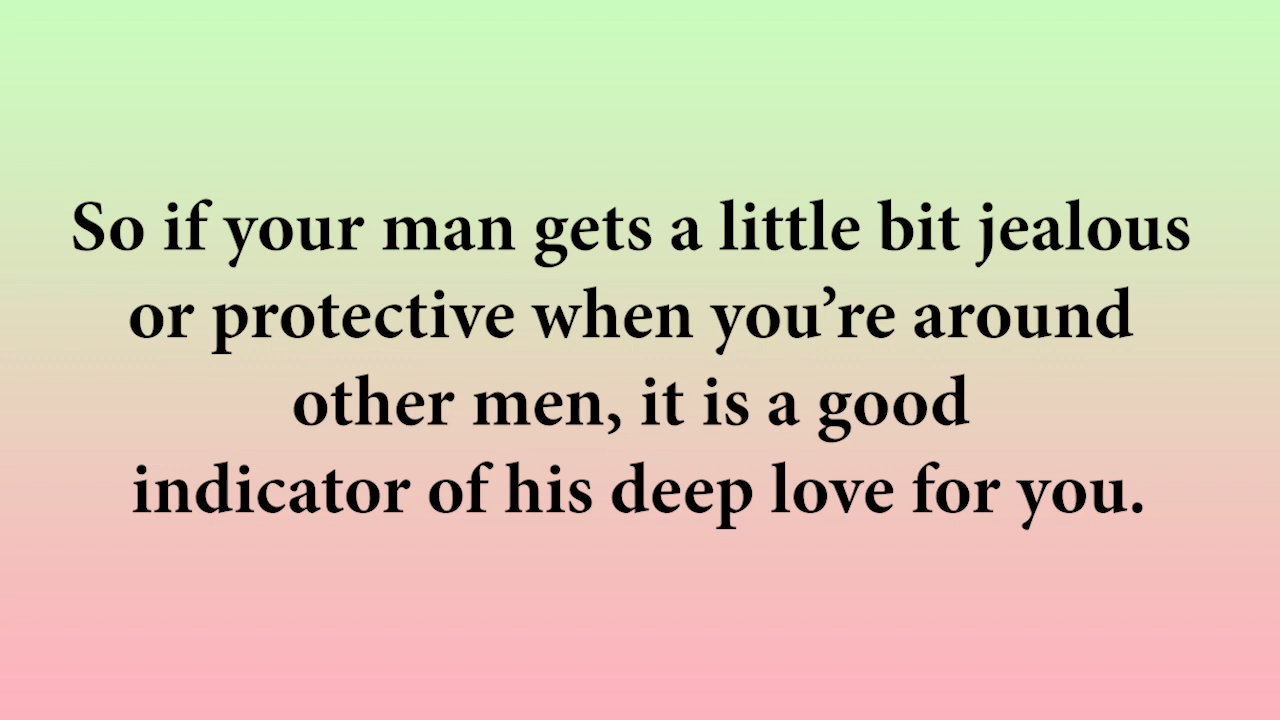 So if your man gets a little bit jealous
or protective when you’re around
other men, it is a good
indicator of his deep love for you.